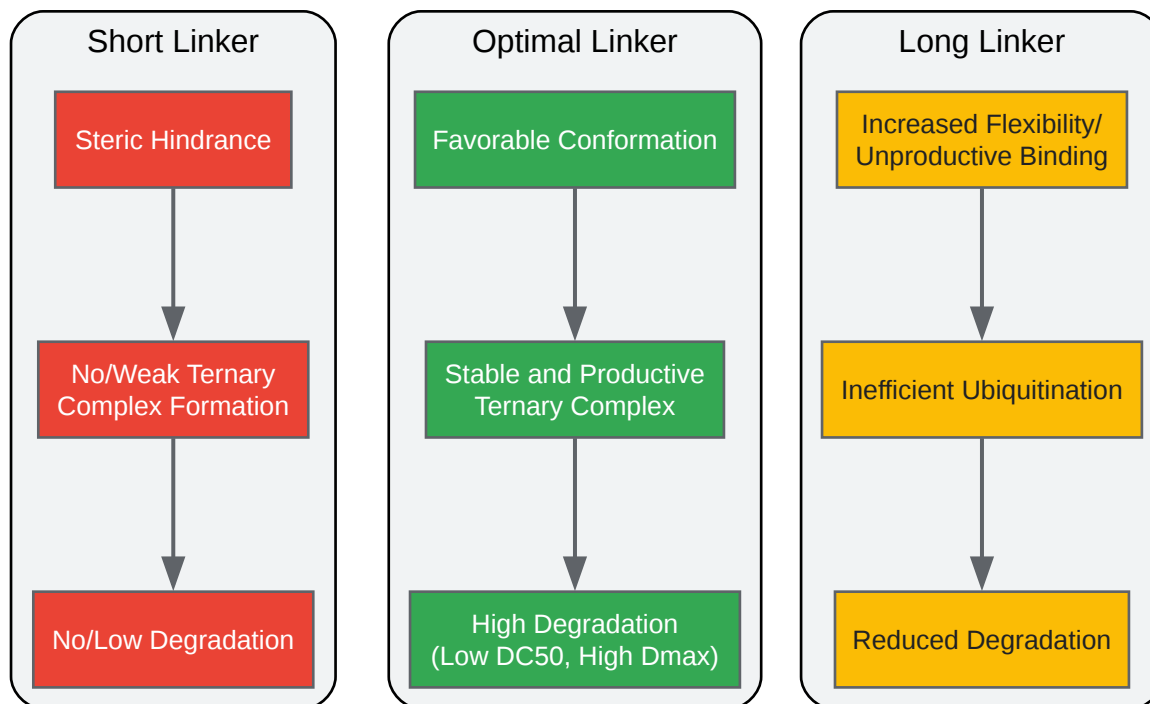 Short Linker
Steric Hindrance
No/Weak Ternary
Complex Formation
No/Low Degradation
Optimal Linker
Favorable Conformation
Stable and Productive
Ternary Complex
High Degradation
(Low DC50, High Dmax)
Long Linker
Increased Flexibility/
Unproductive Binding
Inefficient Ubiquitination
Reduced Degradation